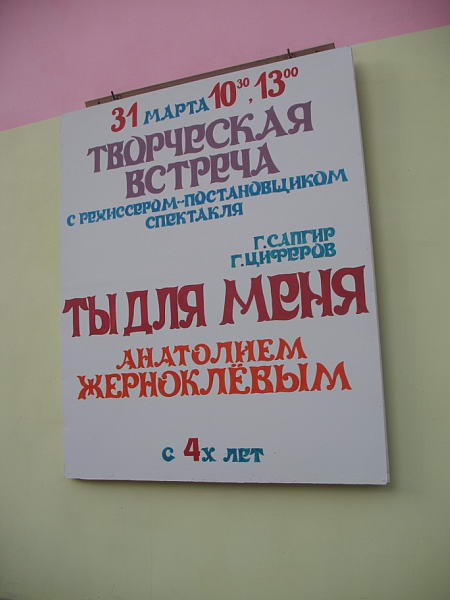 31 МАРТА 10³⁰, 13⁰⁰
ТВОРЧЕСКАЯ
ВСТРЕЧА
С РЕЖИССЕРОМ-ПОСТАНОВЩИКОМ
СПЕКТАКЛЯ
Г. САПГИР
Г. ЦИФЕРОВ
ТЫ ДЛЯ МЕНЯ
АНАТОЛИЕМ
ЖЕРНОКЛЁВЫМ
С 4Х ЛЕТ